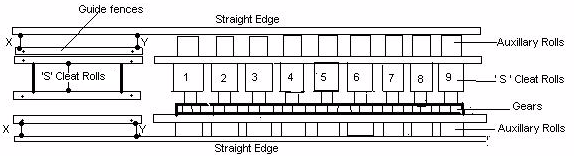 Guide fences
Straight Edge
X
Y
Auxillary Rolls
'S' Cleat Rolls
1 2 3 4 5 6 7 8 9
'S' Cleat Rolls
Gears
X
Y
Auxillary Rolls
Straight Edge